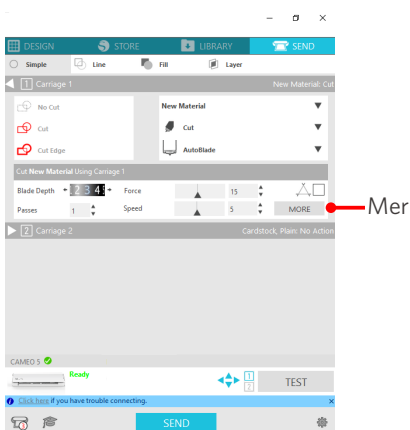 DESIGN STORE LIBRARY SEND
Simple Line Fill Layer
1 Carriage 1 New Material: Cut
No Cut
Cut
Cut Edge
New Material
Cut
AutoBlade
Cut New Material Using Carriage 1
Blade Depth 2 3 4 Force 15
Passes 1 Speed 5 MORE
Mer
2 Carriage 2 Cardstock, Plain: No Action
CAMEO 5
Ready
1
2
TEST
Click here if you have trouble connecting. ×
SEND